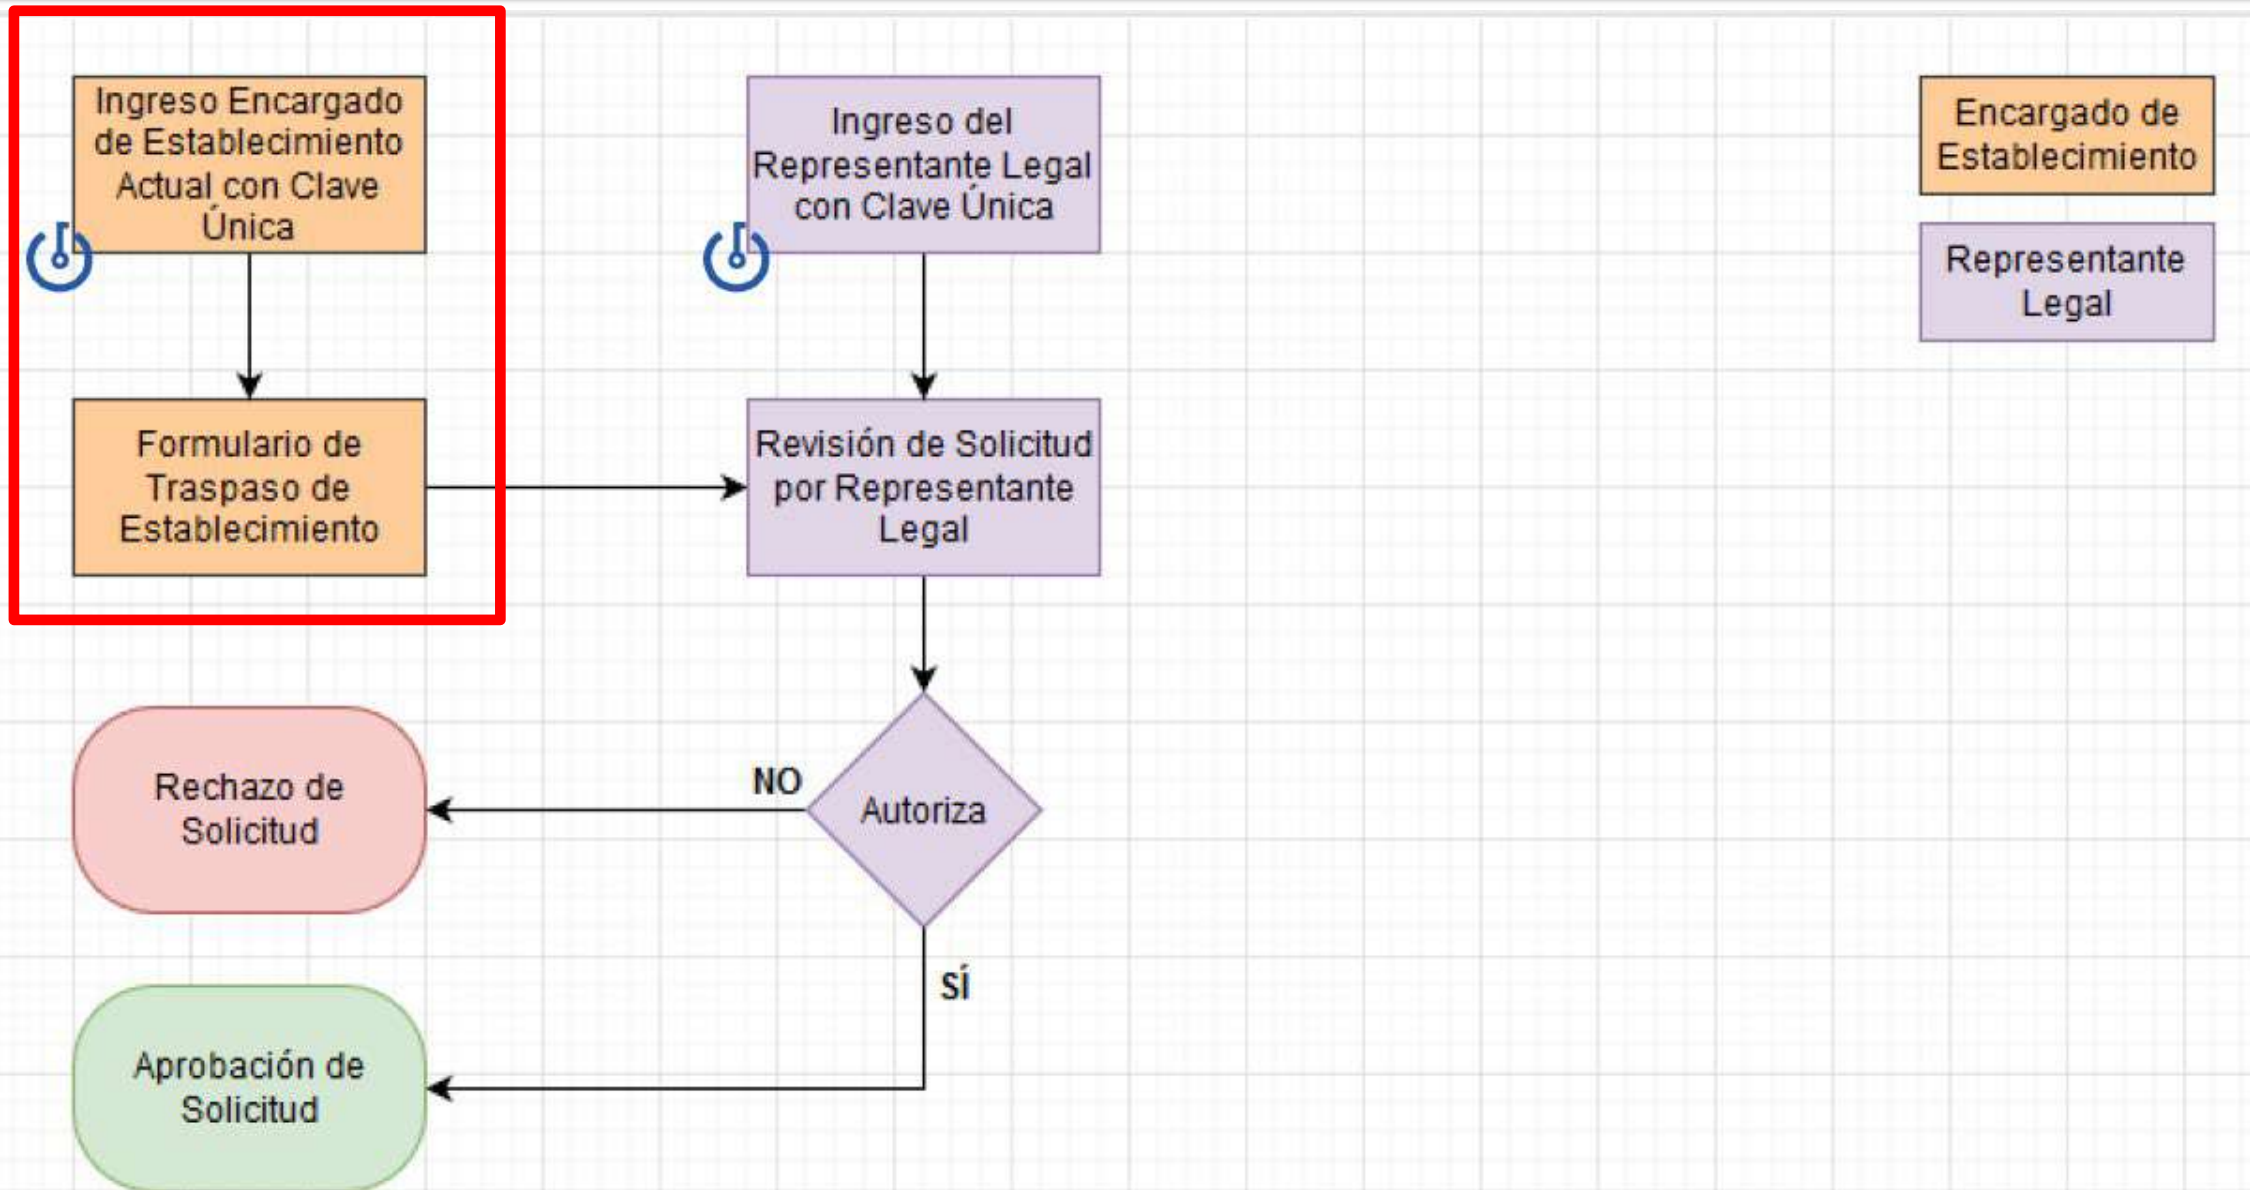 Ingreso Encargado
de Establecimiento
Actual con Clave
Única
Ingreso del
Representante Legal
con Clave Única
Encargado de
Establecimiento
Representante
Legal
Formulario de
Traspaso de
Establecimiento
Revisión de Solicitud
por Representante
Legal
Autoriza
NO
Rechazo de
Solicitud
SÍ
Aprobación de
Solicitud